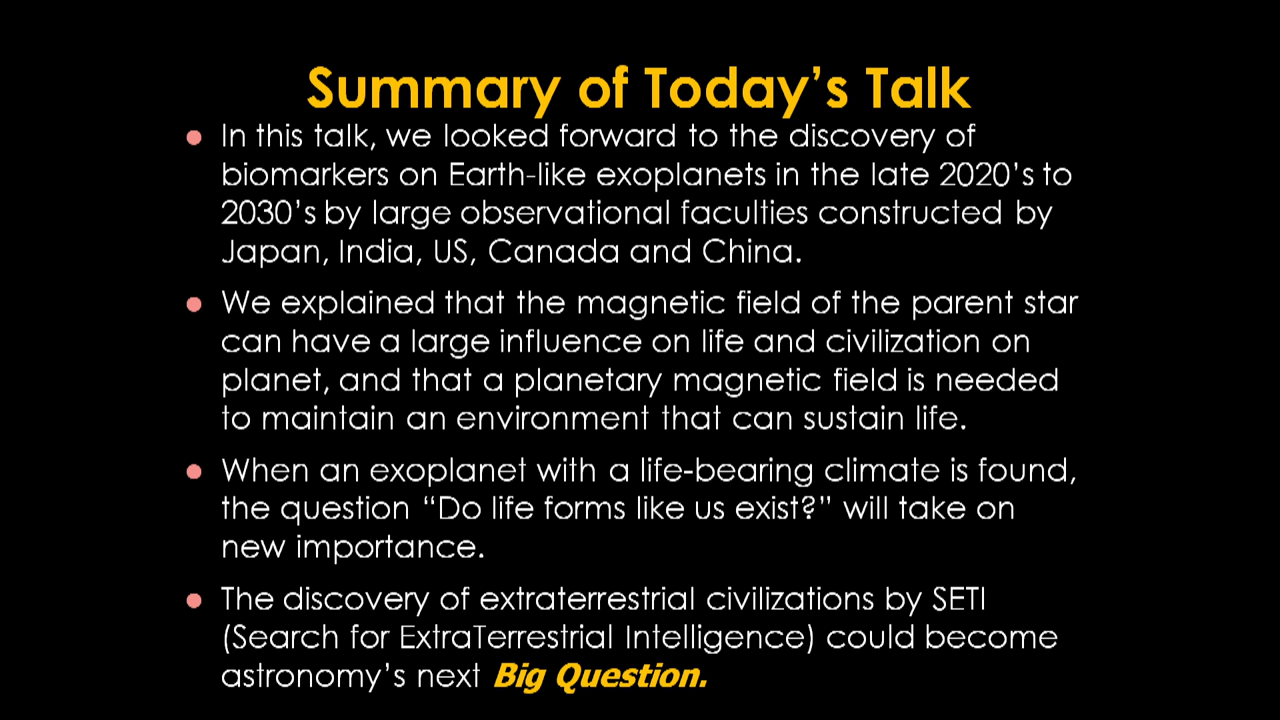 Summary of Today’s Talk
● In this talk, we looked forward to the discovery of
biomarkers on Earth-like exoplanets in the late 2020’s to
2030’s by large observational faculties constructed by
Japan, India, US, Canada and China.
● We explained that the magnetic field of the parent star
can have a large influence on life and civilization on
planet, and that a planetary magnetic field is needed
to maintain an environment that can sustain life.
● When an exoplanet with a life-bearing climate is found,
the question “Do life forms like us exist?” will take on
new importance.
● The discovery of extraterrestrial civilizations by SETI
(Search for ExtraTerrestrial Intelligence) could become
astronomy’s next Big Question.